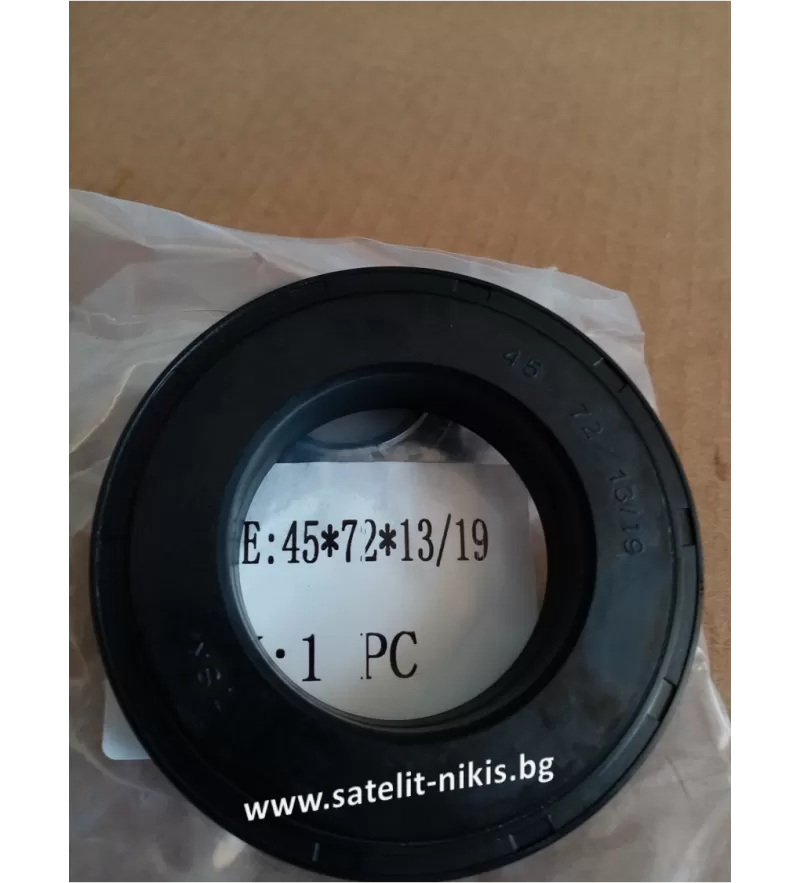 45 72 13/19
E:45*72*13/19
:1 PC
www.satelit-nikis.bg